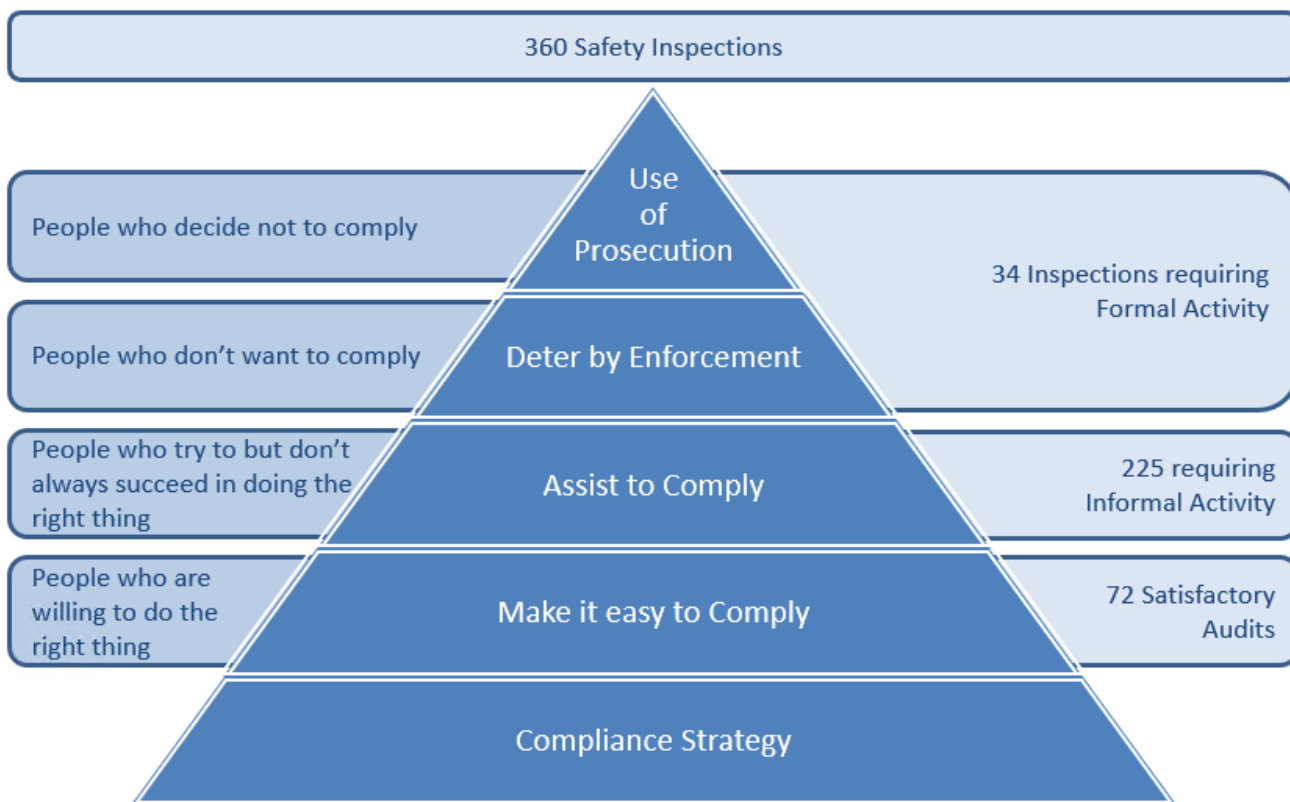 360 Safety Inspections
People who decide not to comply
Use
of
Prosecution
34 Inspections requiring
Formal Activity
People who don’t want to comply
Deter by Enforcement
People who try to but don’t
always succeed in doing the
right thing
Assist to Comply
225 requiring
Informal Activity
People who are
willing to do the
right thing
Make it easy to Comply
72 Satisfactory
Audits
Compliance Strategy